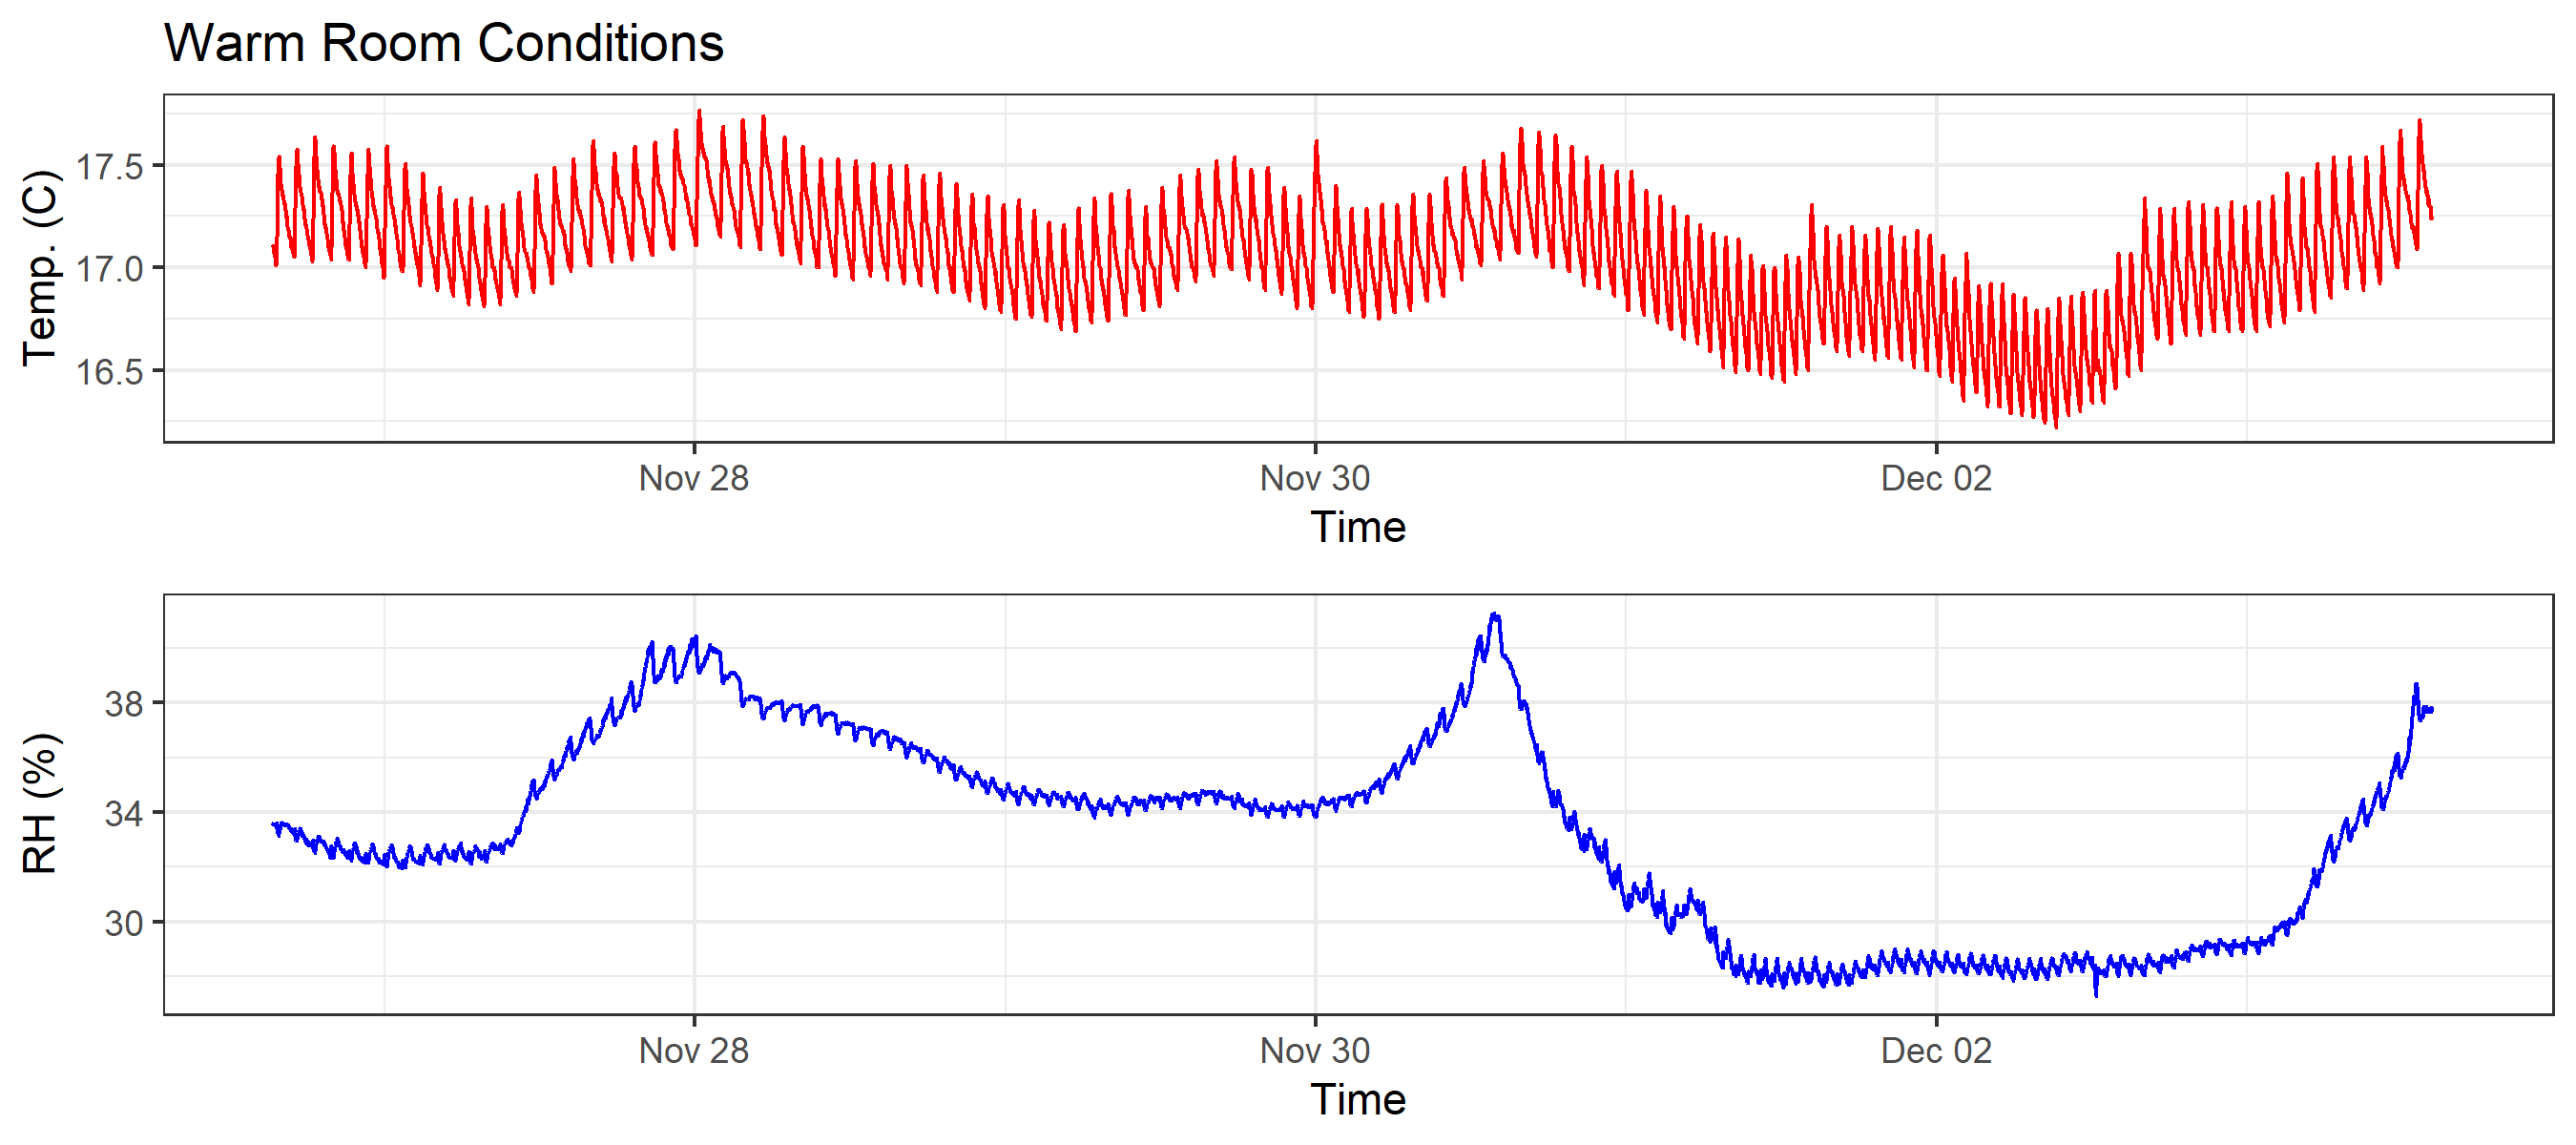 Warm Room Conditions
Temp. (C)
17.5
17.0
16.5
Nov 28 Nov 30 Dec 02
Time
RH (%)
38
34
30
Nov 28 Nov 30 Dec 02
Time